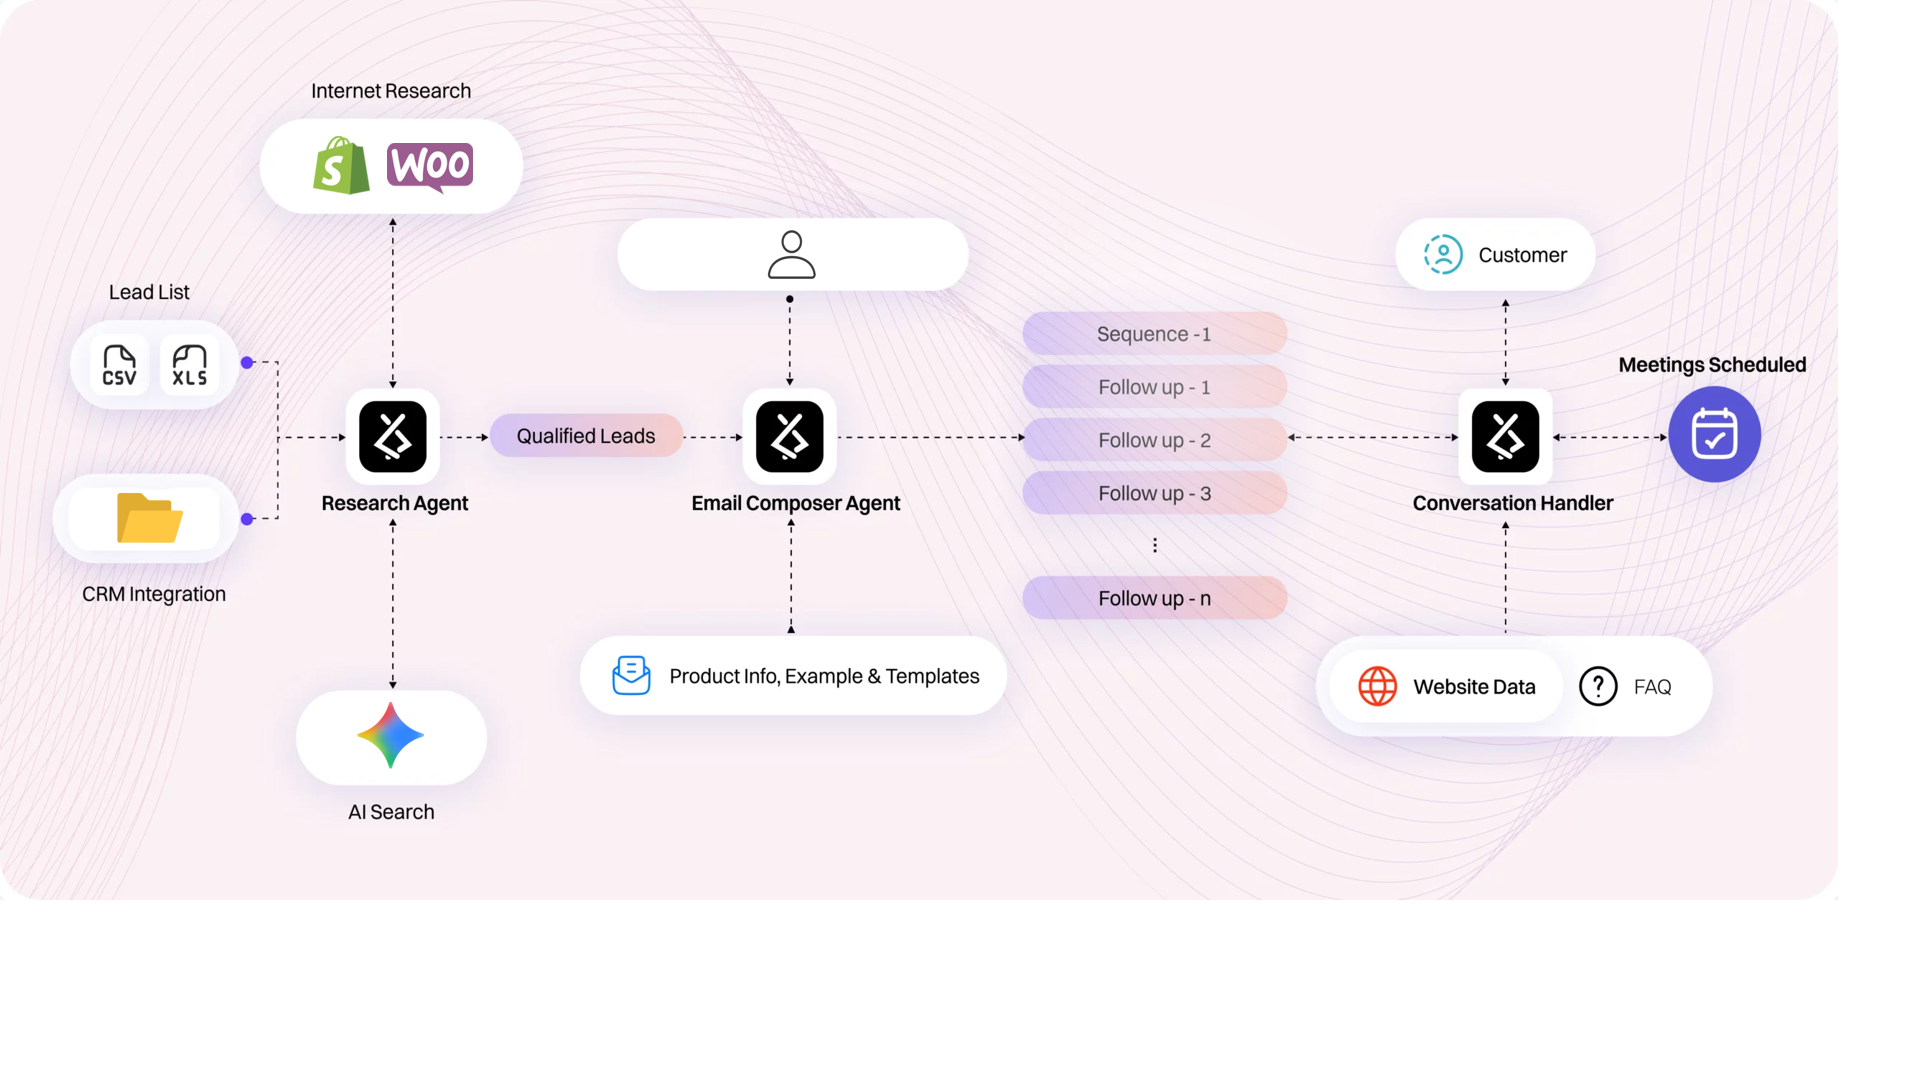 Internet Research
S
Woo
Lead List
CSV
XLS
CRM Integration
Research Agent
AI Search
Qualified Leads
Email Composer Agent
Product Info, Example & Templates
Sequence -1
Follow up - 1
Follow up - 2
Follow up - 3
Follow up - n
Customer
Conversation Handler
Meetings Scheduled
Website Data
?
FAQ